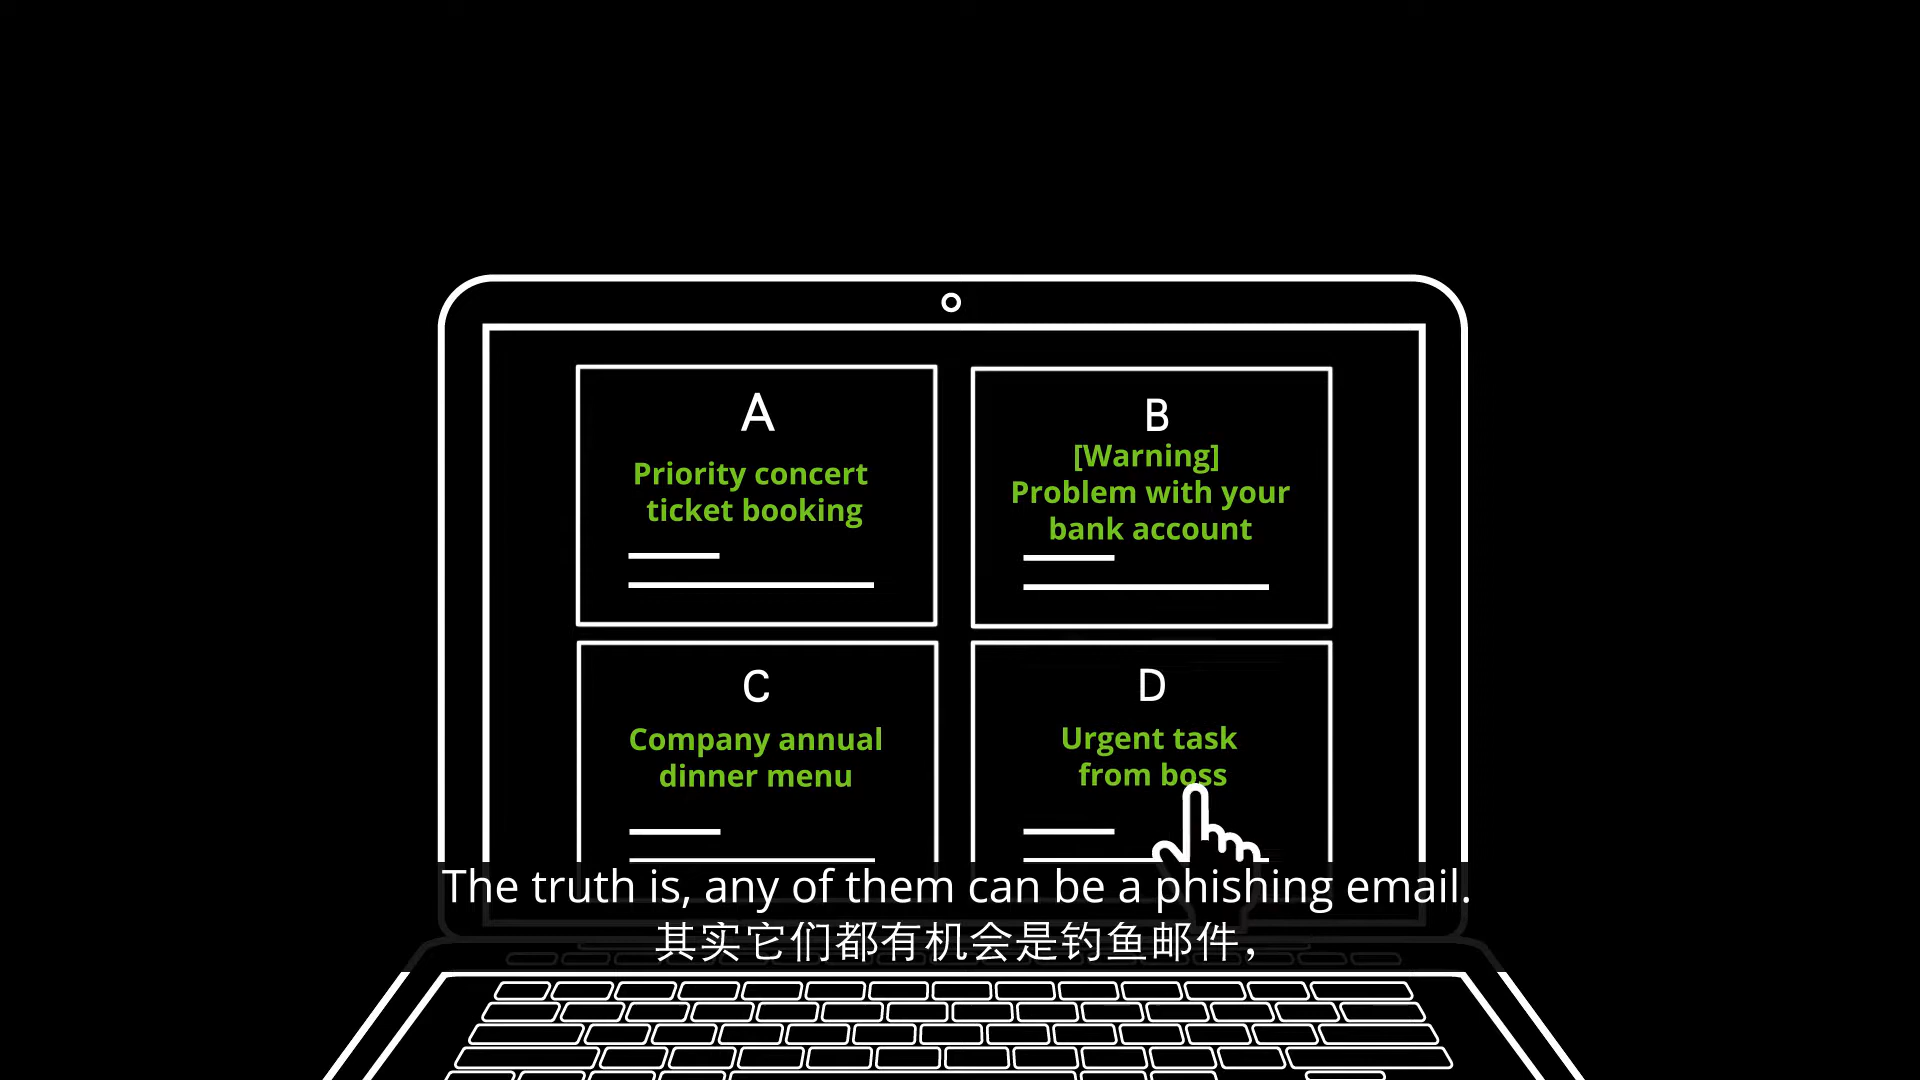 A
Priority concert
ticket booking
B
[Warning]
Problem with your
bank account
C
Company annual
dinner menu
D
Urgent task
from boss
The truth is, any of them can be a phishing email.
其实它们都有机会是钓鱼邮件，